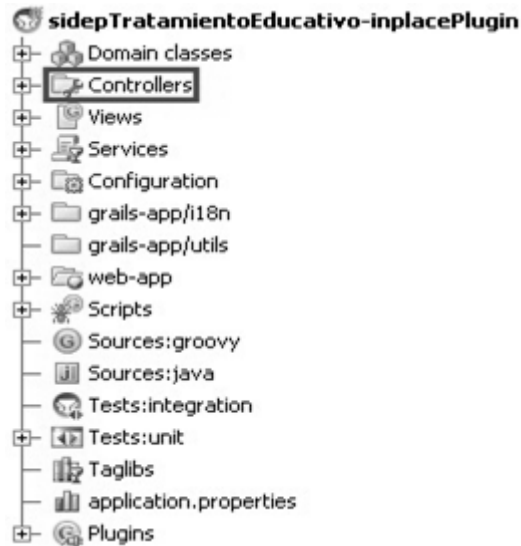 sidepTratamientoEducativo-inplacePlugin
Domain classes
Controllers
Views
Services
Configuration
grails-app/i18n
grails-app/utils
web-app
Scripts
Sources:groovy
Sources:java
Tests:integration
Tests:unit
Taglibs
application.properties
Plugins